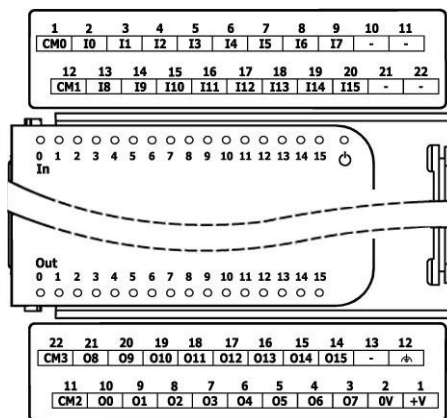 1 2 3 4 5 6 7 8 9 10 11
CM0 I0 I1 I2 I3 I4 I5 I6 I7 - -
12 13 14 15 16 17 18 19 20 21 22
CM1 I8 I9 I10 I11 I12 I13 I14 I15 - -
0 1 2 3 4 5 6 7 8 9 10 11 12 13 14 15
In
Out
0 1 2 3 4 5 6 7 8 9 10 11 12 13 14 15
22 21 20 19 18 17 16 15 14 13 12
CM3 O8 O9 O10 O11 O12 O13 O14 O15 -
11 10 9 8 7 6 5 4 3 2 1
CM2 O0 O1 O2 O3 O4 O5 O6 O7 0V +V